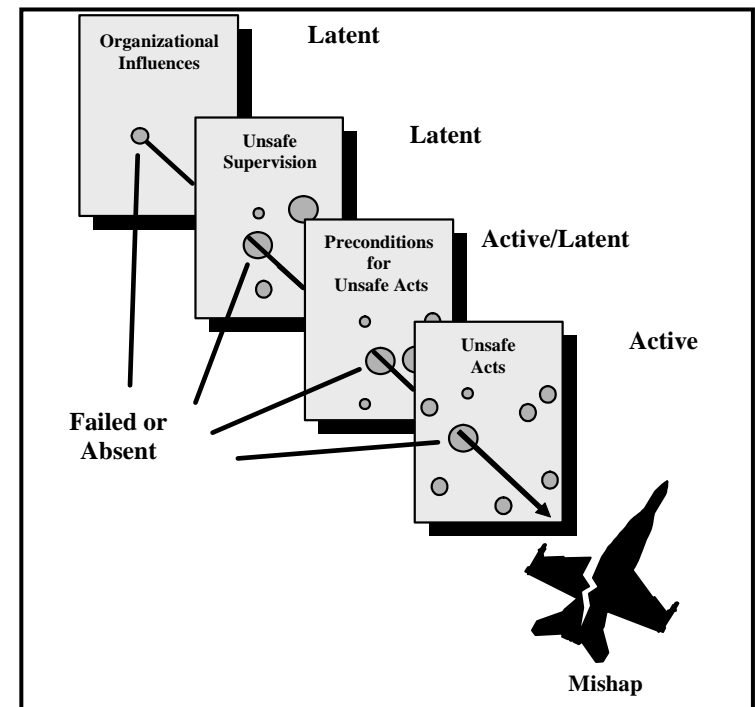 Organizational
Influences
Latent
Unsafe
Supervision
Latent
Preconditions
for
Unsafe Acts
Active/Latent
Unsafe
Acts
Active
Failed or
Absent
Mishap